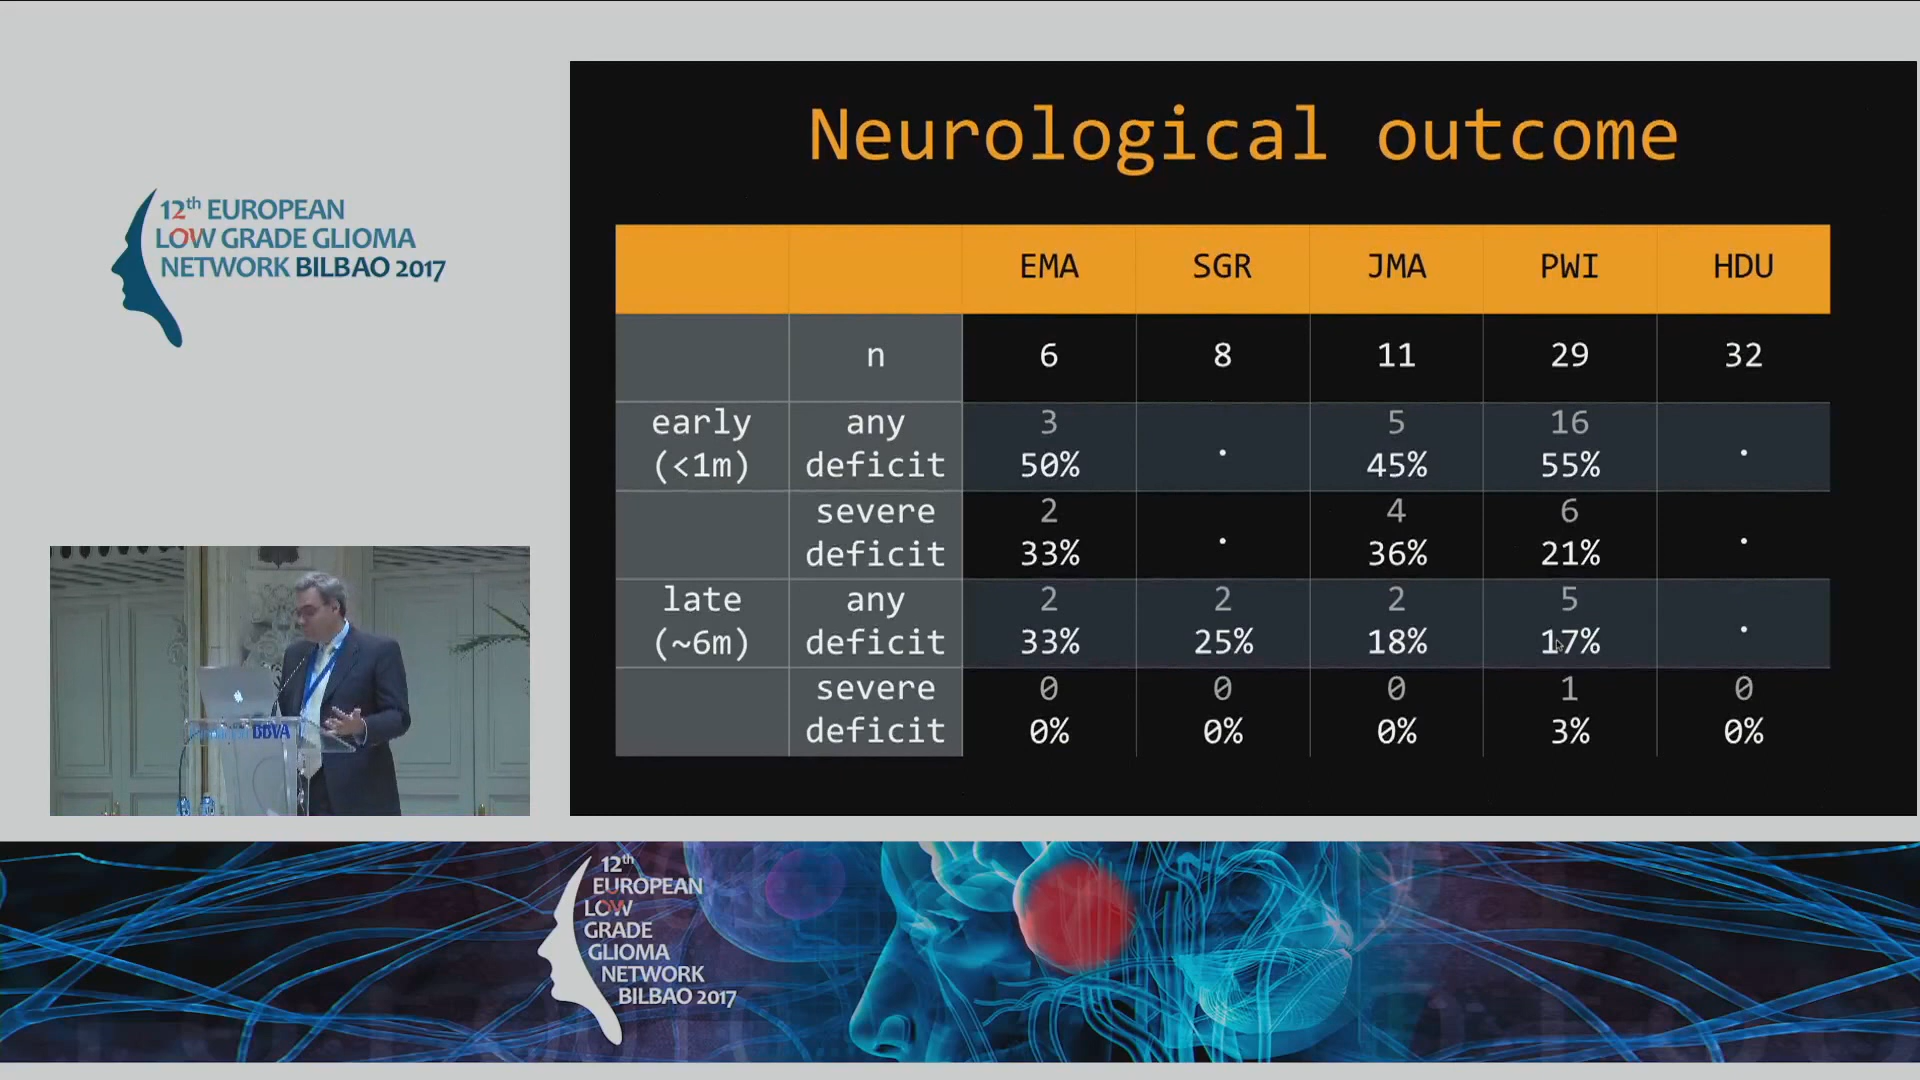 12th EUROPEAN
LOW GRADE GLIOMA
NETWORK BILBAO 2017
Neurological outcome
EMA SGR JMA PWI HDU
n 6 8 11 29 32
early any 3 5 16
(<1m) deficit 50% . 45% 55% .
severe 2 4 6
deficit 33% . 36% 21% .
late any 2 2 2 5
(~6m) deficit 33% 25% 18% 17% .
severe 0 0 0 1 0
deficit 0% 0% 0% 3% 0%
BBVA
12th
EUROPEAN
LOW
GRADE
GLIOMA
NETWORK
BILBAO 2017